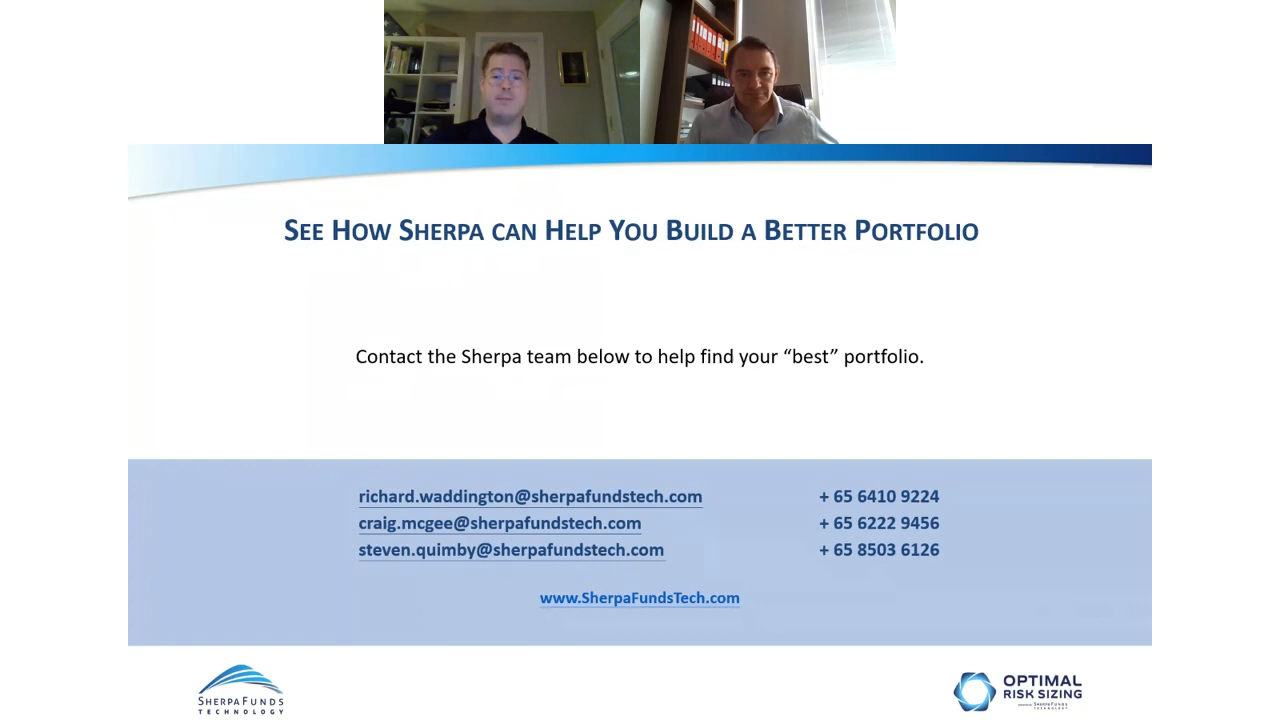 See How Sherpa can Help You Build a Better Portfolio
Contact the Sherpa team below to help find your “best” portfolio.
richard.waddington@sherpafundstech.com + 65 6410 9224
craig.mcgee@sherpafundstech.com + 65 6222 9456
steven.quimby@sherpafundstech.com + 65 8503 6126
www.SherpaFundsTech.com
SherpaFunds
TECHNOLOGY
OPTIMAL
RISK SIZING